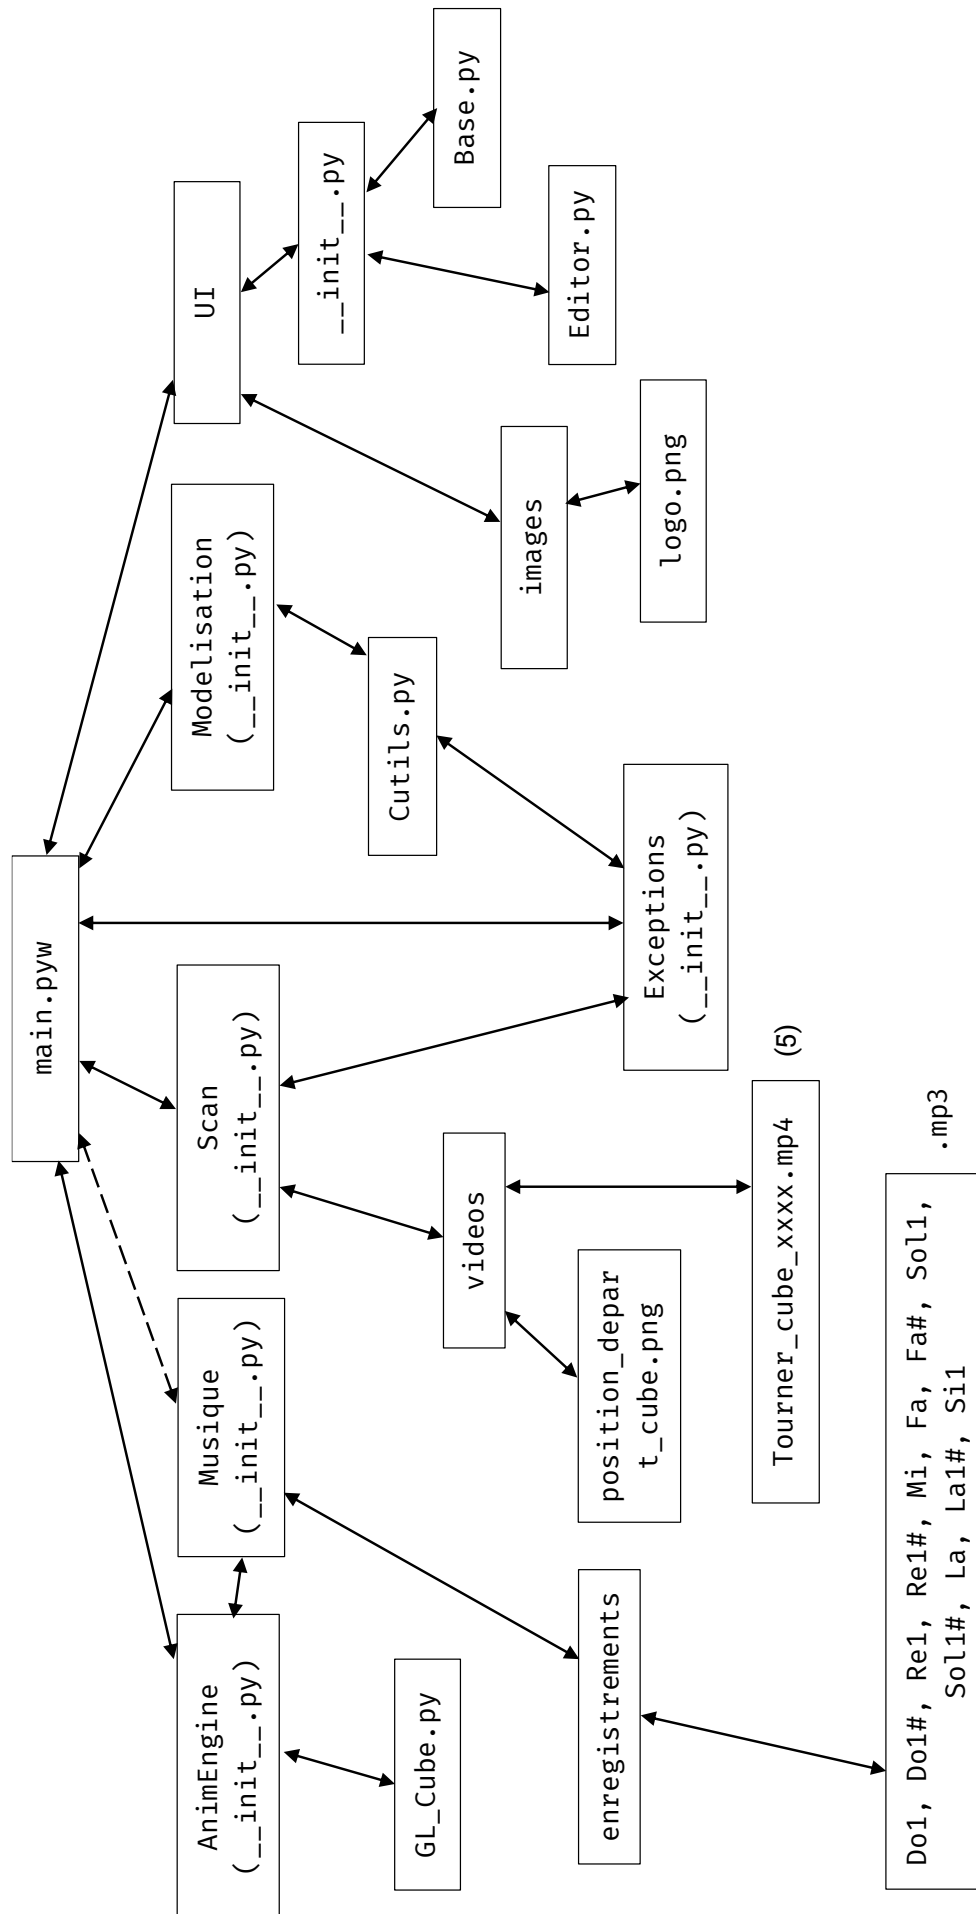 main.pyw
AnimEngine
(__init__.py)
Musique
(__init__.py)
Scan
(__init__.py)
Modelisation
(__init__.py)
UI
__init__.py
Base.py
Editor.py
images
logo.png
Cutils.py
Exceptions
(__init__.py)
videos
position_depar
t_cube.png
Tourner_cube_xxxx.mp4
(5)
GL_Cube.py
enregistrements
Do1, Do1#, Re1, Re1#, Mi, Fa, Fa#, Sol1,
Sol1#, La, La1#, Si1
.mp3